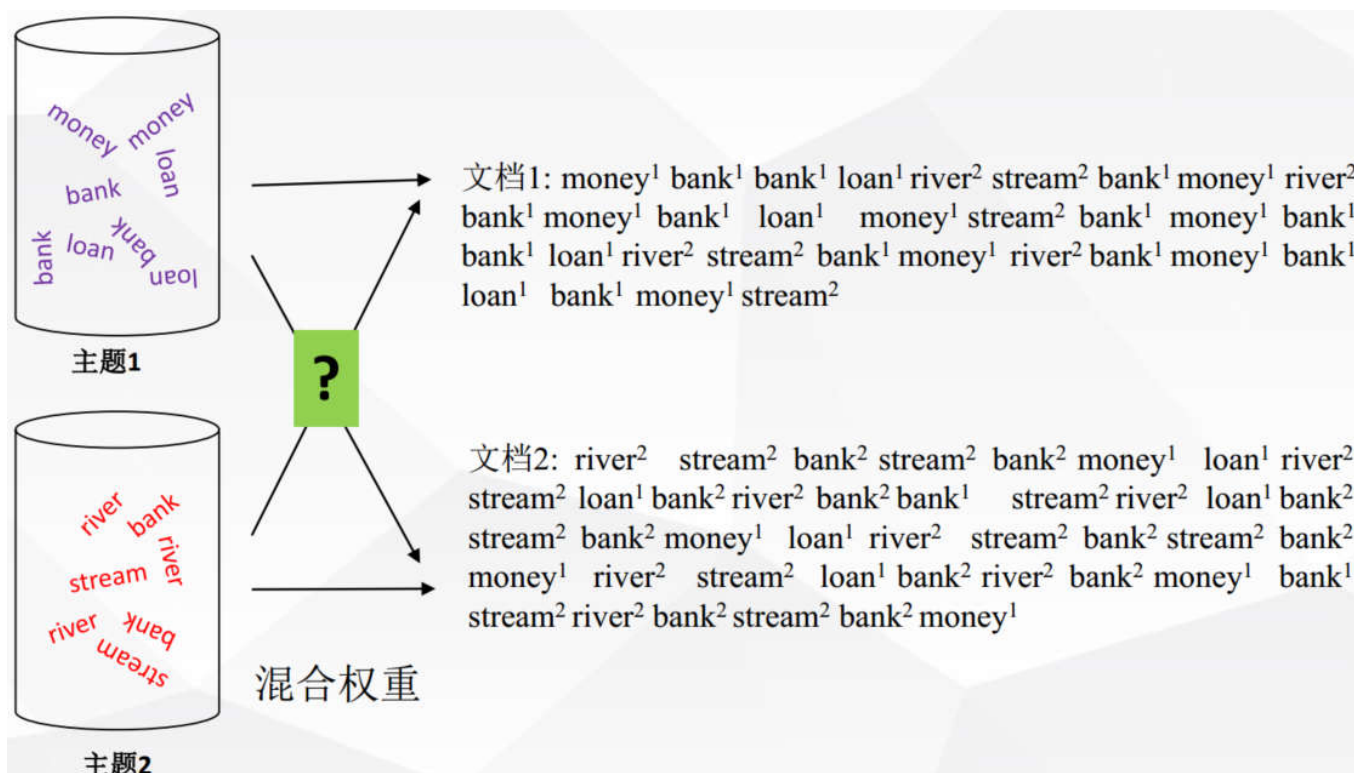 money
money
loan
bank
bank
loan
bank
loan
主题1
文档1: money¹ bank¹ bank¹ loan¹ river² stream² bank¹ money¹ river²
bank¹ money¹ bank¹ loan¹ money¹ stream² bank¹ money¹ bank¹
bank¹ loan¹ river² stream² bank¹ money¹ river² bank¹ money¹ bank¹
loan¹ bank¹ money¹ stream²
?
river
bank
river
stream
river
bank
stream
主题2
文档2: river² stream² bank² stream² bank² money¹ loan¹ river²
stream² loan¹ bank² river² bank² bank¹ stream² river² loan¹ bank²
stream² bank² money¹ loan¹ river² stream² bank² stream² bank²
money¹ river² stream² loan¹ bank² river² bank² money¹ bank¹
stream² river² bank² stream² bank² money¹
混合权重